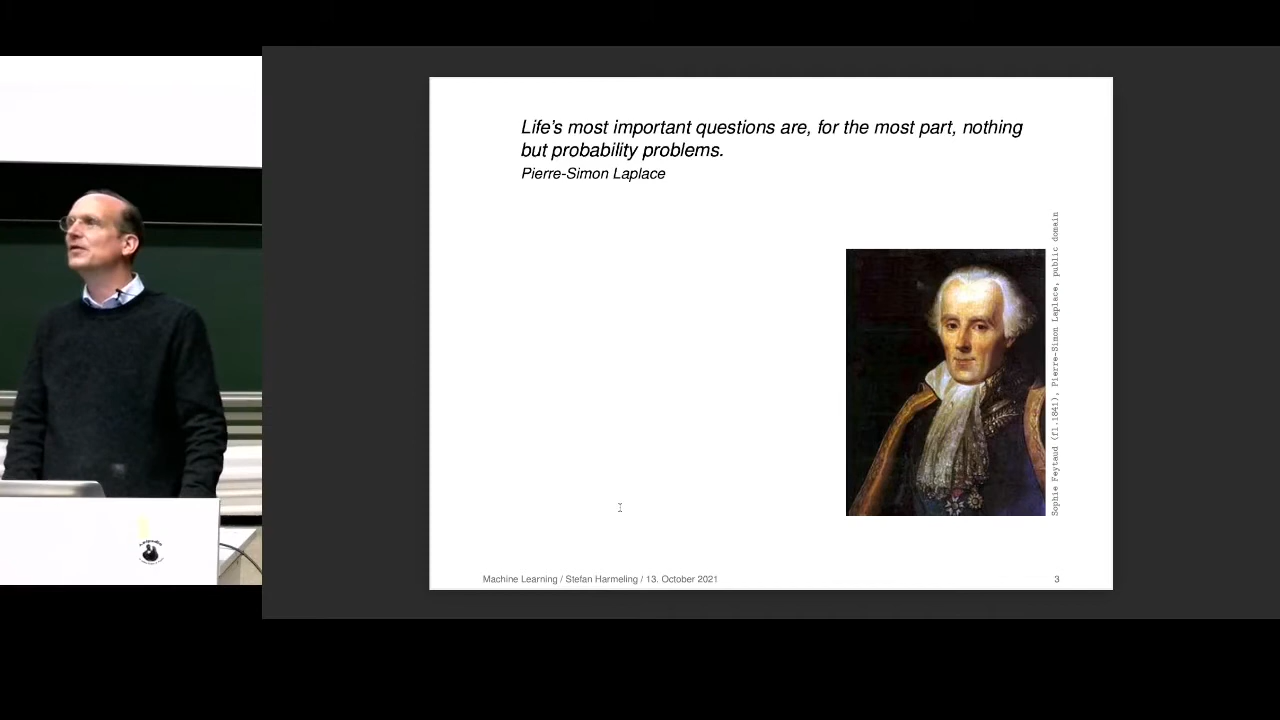 Life's most important questions are, for the most part, nothing
but probability problems.
Pierre-Simon Laplace
Sophie Feytaud (fl.1841), Pierre-Simon Laplace, public domain
Machine Learning / Stefan Harmeling / 13. October 2021
3